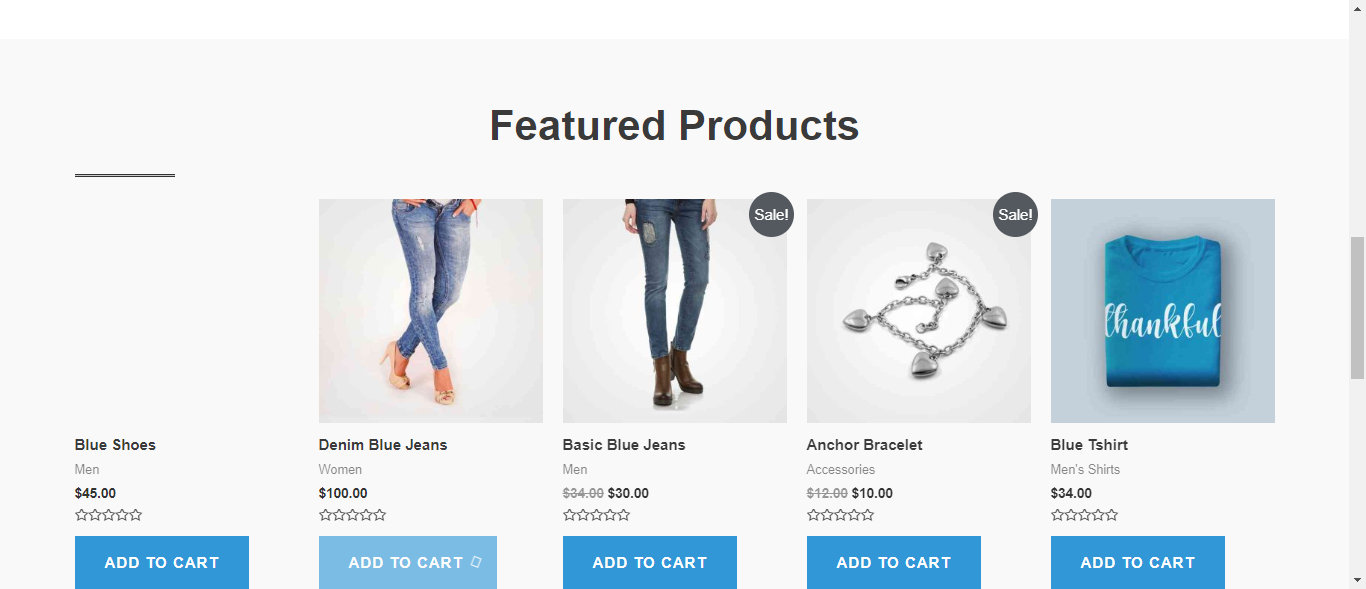 Featured Products
Sale!
Sale!
thankful
Blue Shoes
Men
$45.00
ADD TO CART
Denim Blue Jeans
Women
$100.00
ADD TO CART
Basic Blue Jeans
Men
$34.00 $30.00
ADD TO CART
Anchor Bracelet
Accessories
$12.00 $10.00
ADD TO CART
Blue Tshirt
Men's Shirts
$34.00
ADD TO CART